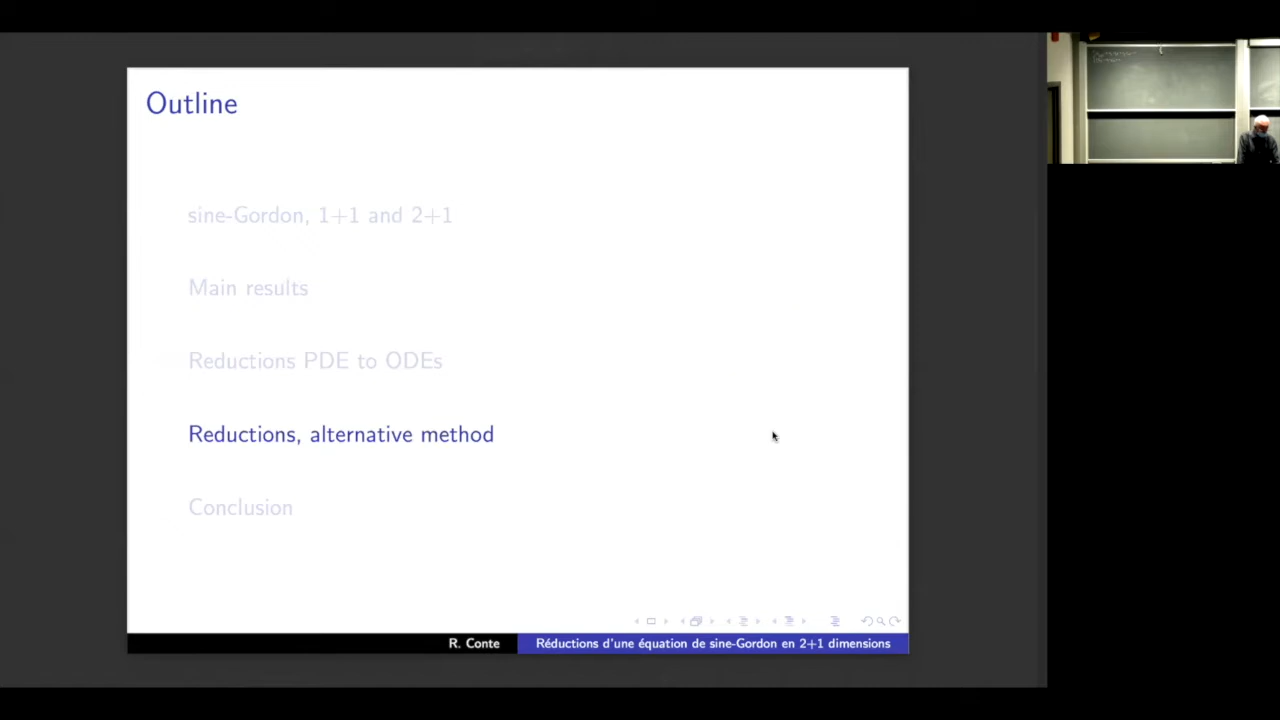 Outline
sine-Gordon, 1+1 and 2+1
Main results
Reductions PDE to ODEs
Reductions, alternative method
Conclusion
R. Conte
Réductions d'une équation de sine-Gordon en 2+1 dimensions